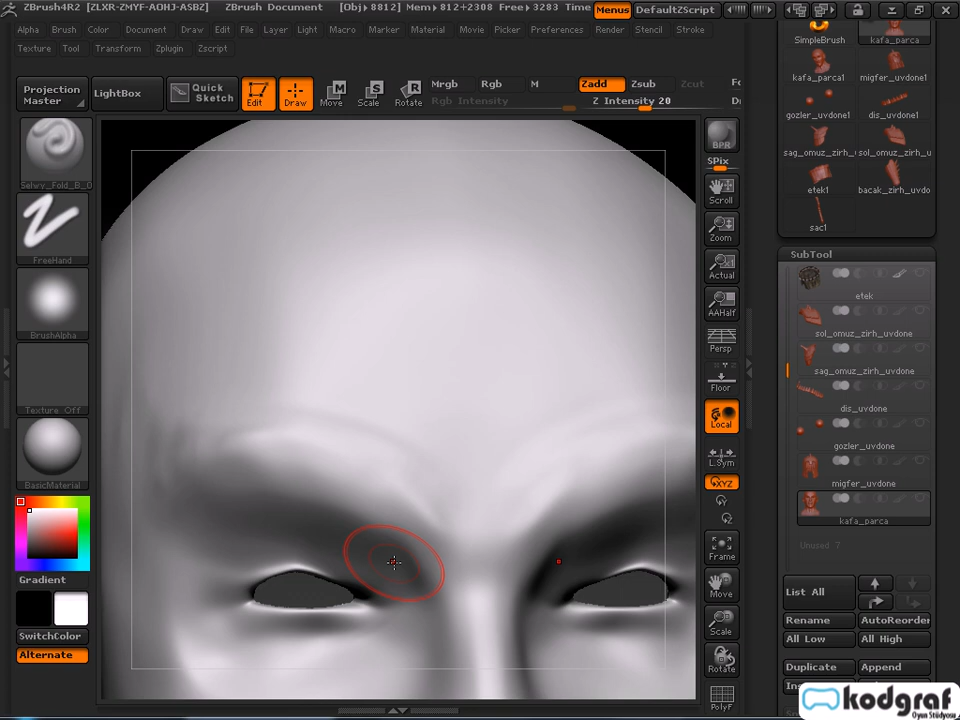 ZBrush4R2 [ZLXR-ZMYF-AOHJ-ASBZ] ZBrush Document [Obj▸8812] Mem▸812+2308 Free▸3283 Time Menus DefaultZScript
Alpha Brush Color Document Draw Edit File Layer Light Macro Marker Material Movie Picker Preferences Render Stencil Stroke
Texture Tool Transform Zplugin Zscript
Projection Master
LightBox
Quick Sketch
Edit
Draw
Move
Scale
Rotate
Mrgb Rgb M
Rgb Intensity
Zadd Zsub Zcut
Z Intensity 20
FreeHand
BrushAlpha
Texture Off
BasicMaterial
Gradient
SwitchColor
Alternate
BPR
SPix
Scroll
Zoom
Actual
AAHalf
Persp
Floor
Local
L.Sym
XYZ
Y
Z
Frame
Move
Scale
Rotate
PolyF
SimpleBrush kafa_parca
kafa_parca1 migfer_uvdone1
gozler_uvdone1 dis_uvdone1
sag_omuz_zirh_ sol_omuz_zirh_u
etek1 bacak_zirh_uvdo
sac1
SubTool
etek
sol_omuz_zirh_uvdone
sag_omuz_zirh_uvdone
dis_uvdone
gozler_uvdone
migfer_uvdone
kafa_parca
Unused 7
List All
Rename AutoReorder
All Low All High
Duplicate Append
kodgraf
Oyun Stüdyosu